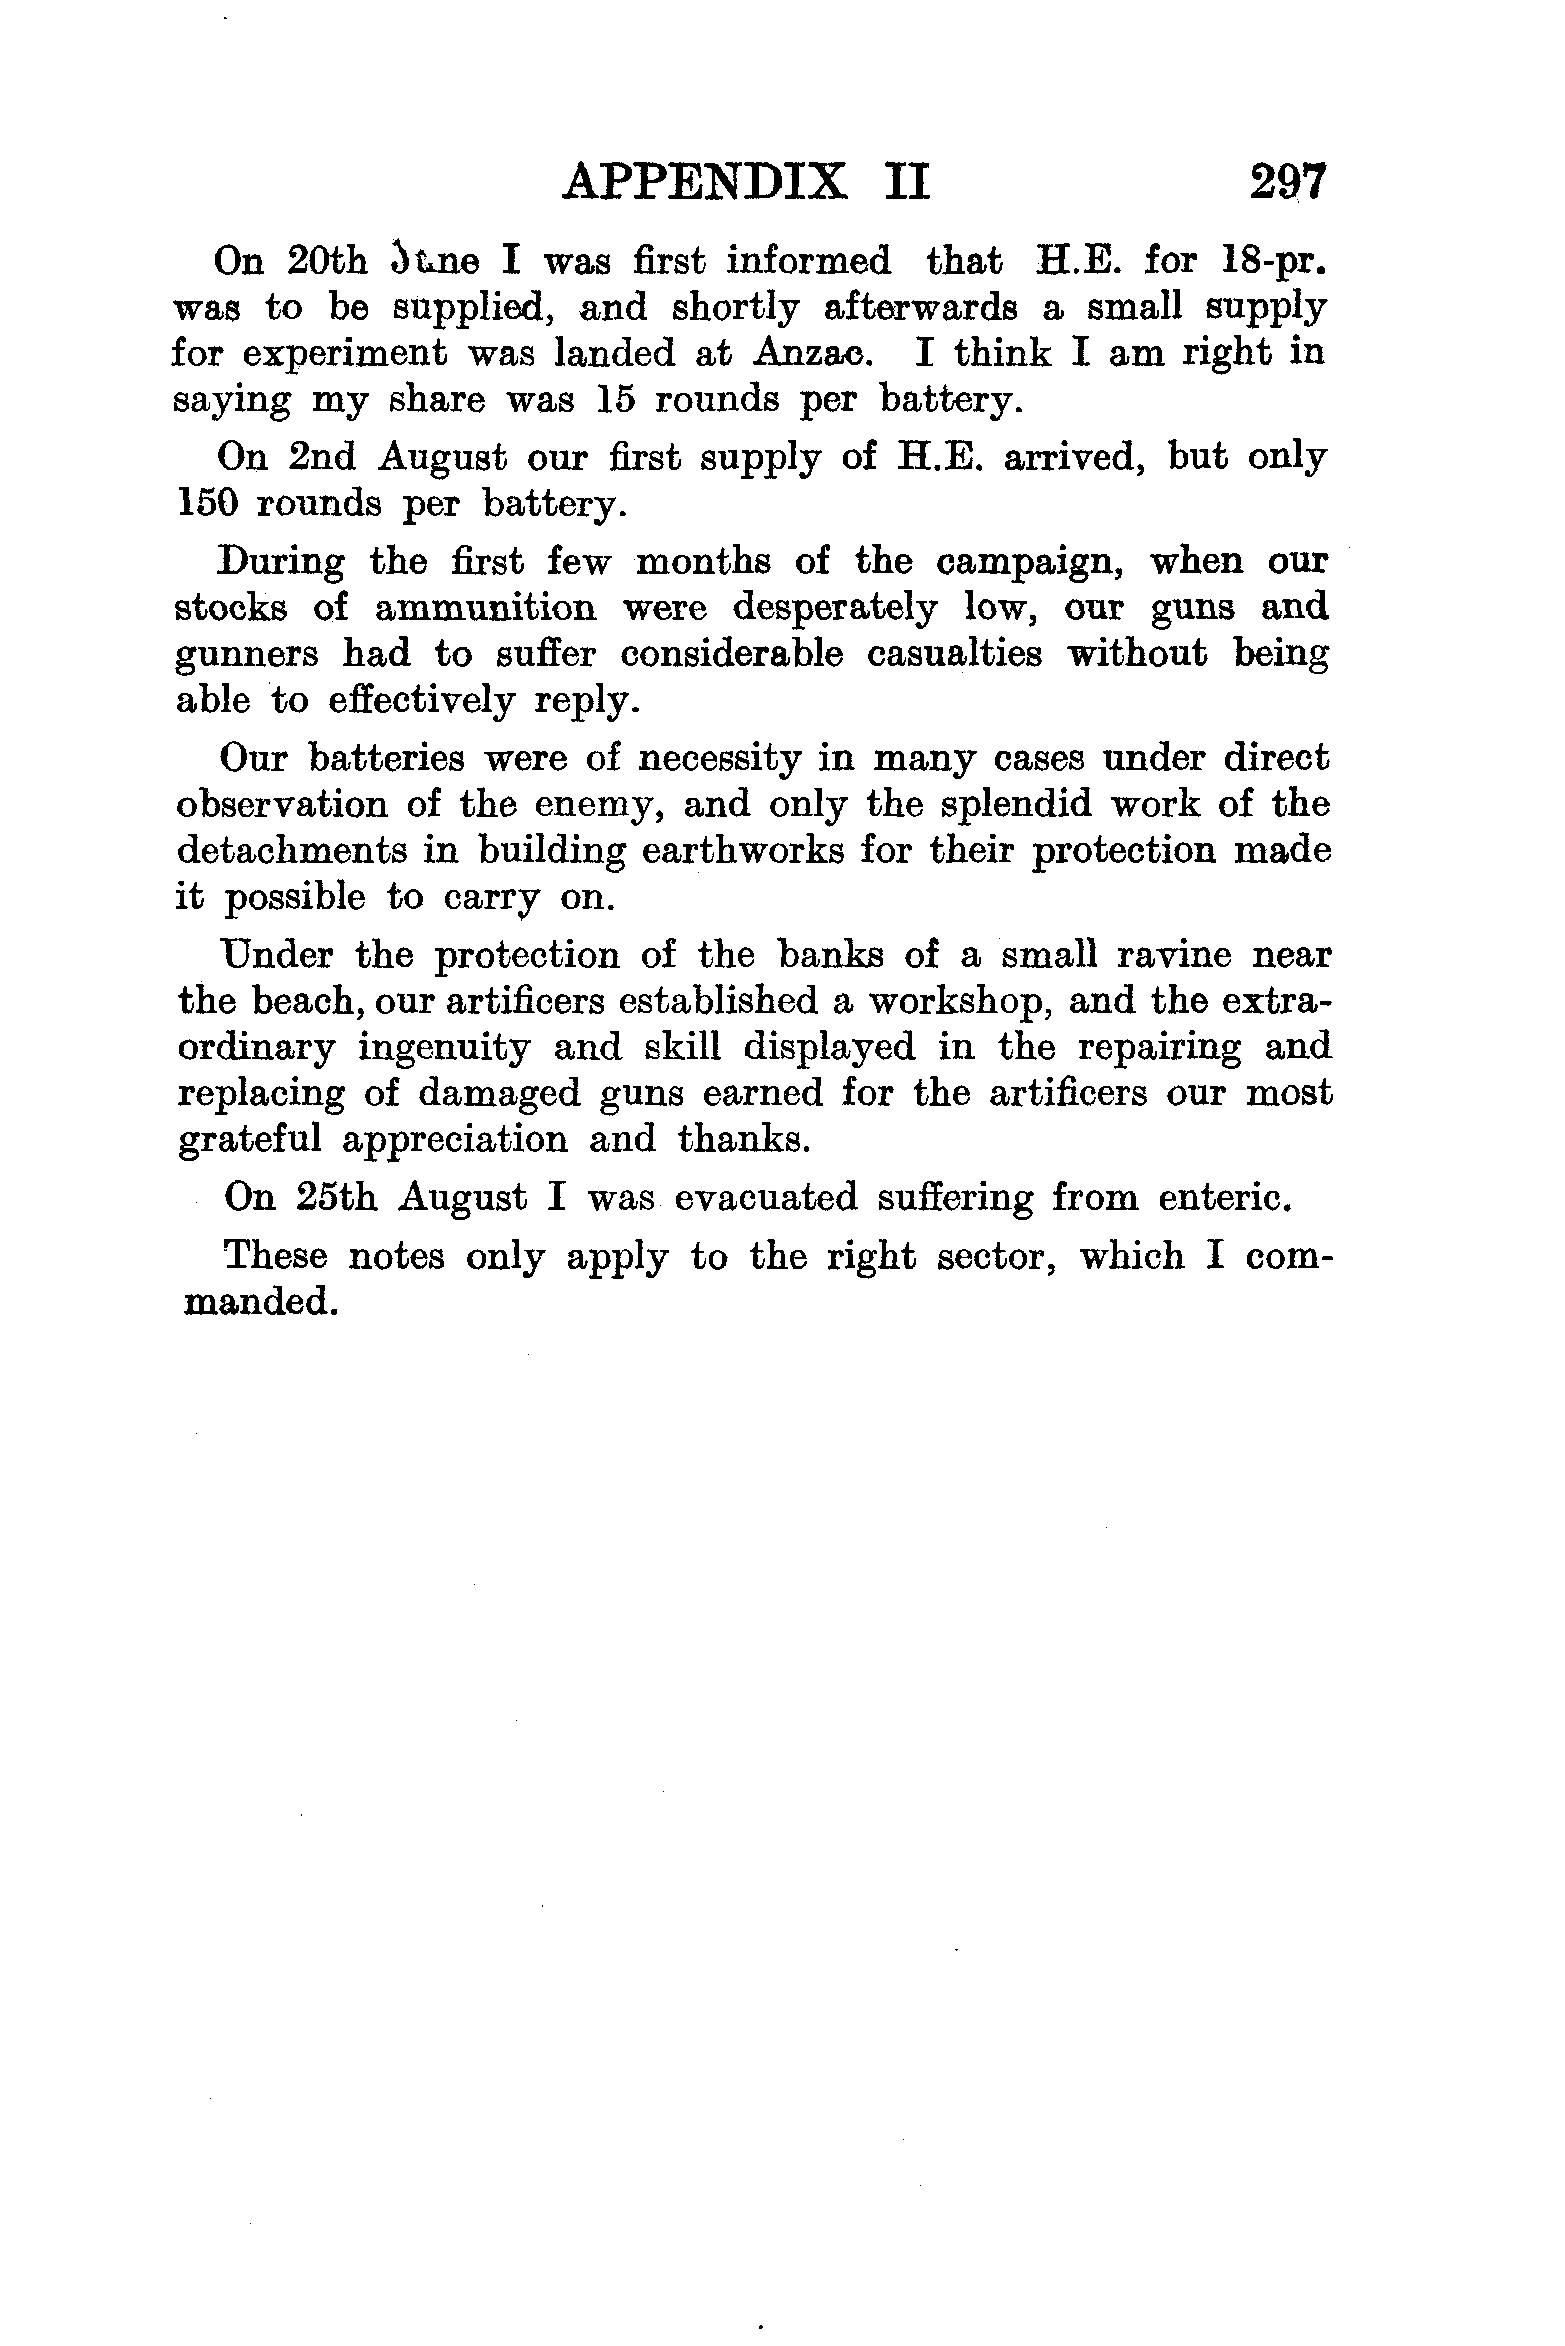 APPENDIX II 297
On 20th June I was first informed that H.E. for 18-pr.
was to be supplied, and shortly afterwards a small supply
for experiment was landed at Anzac. I think I am right in
saying my share was 15 rounds per battery.
On 2nd August our first supply of H.E. arrived, but only
150 rounds per battery.
During the first few months of the campaign, when our
stocks of ammunition were desperately low, our guns and
gunners had to suffer considerable casualties without being
able to effectively reply.
Our batteries were of necessity in many cases under direct
observation of the enemy, and only the splendid work of the
detachments in building earthworks for their protection made
it possible to carry on.
Under the protection of the banks of a small ravine near
the beach, our artificers established a workshop, and the extra-
ordinary ingenuity and skill displayed in the repairing and
replacing of damaged guns earned for the artificers our most
grateful appreciation and thanks.
On 25th August I was evacuated suffering from enteric.
These notes only apply to the right sector, which I com-
manded.